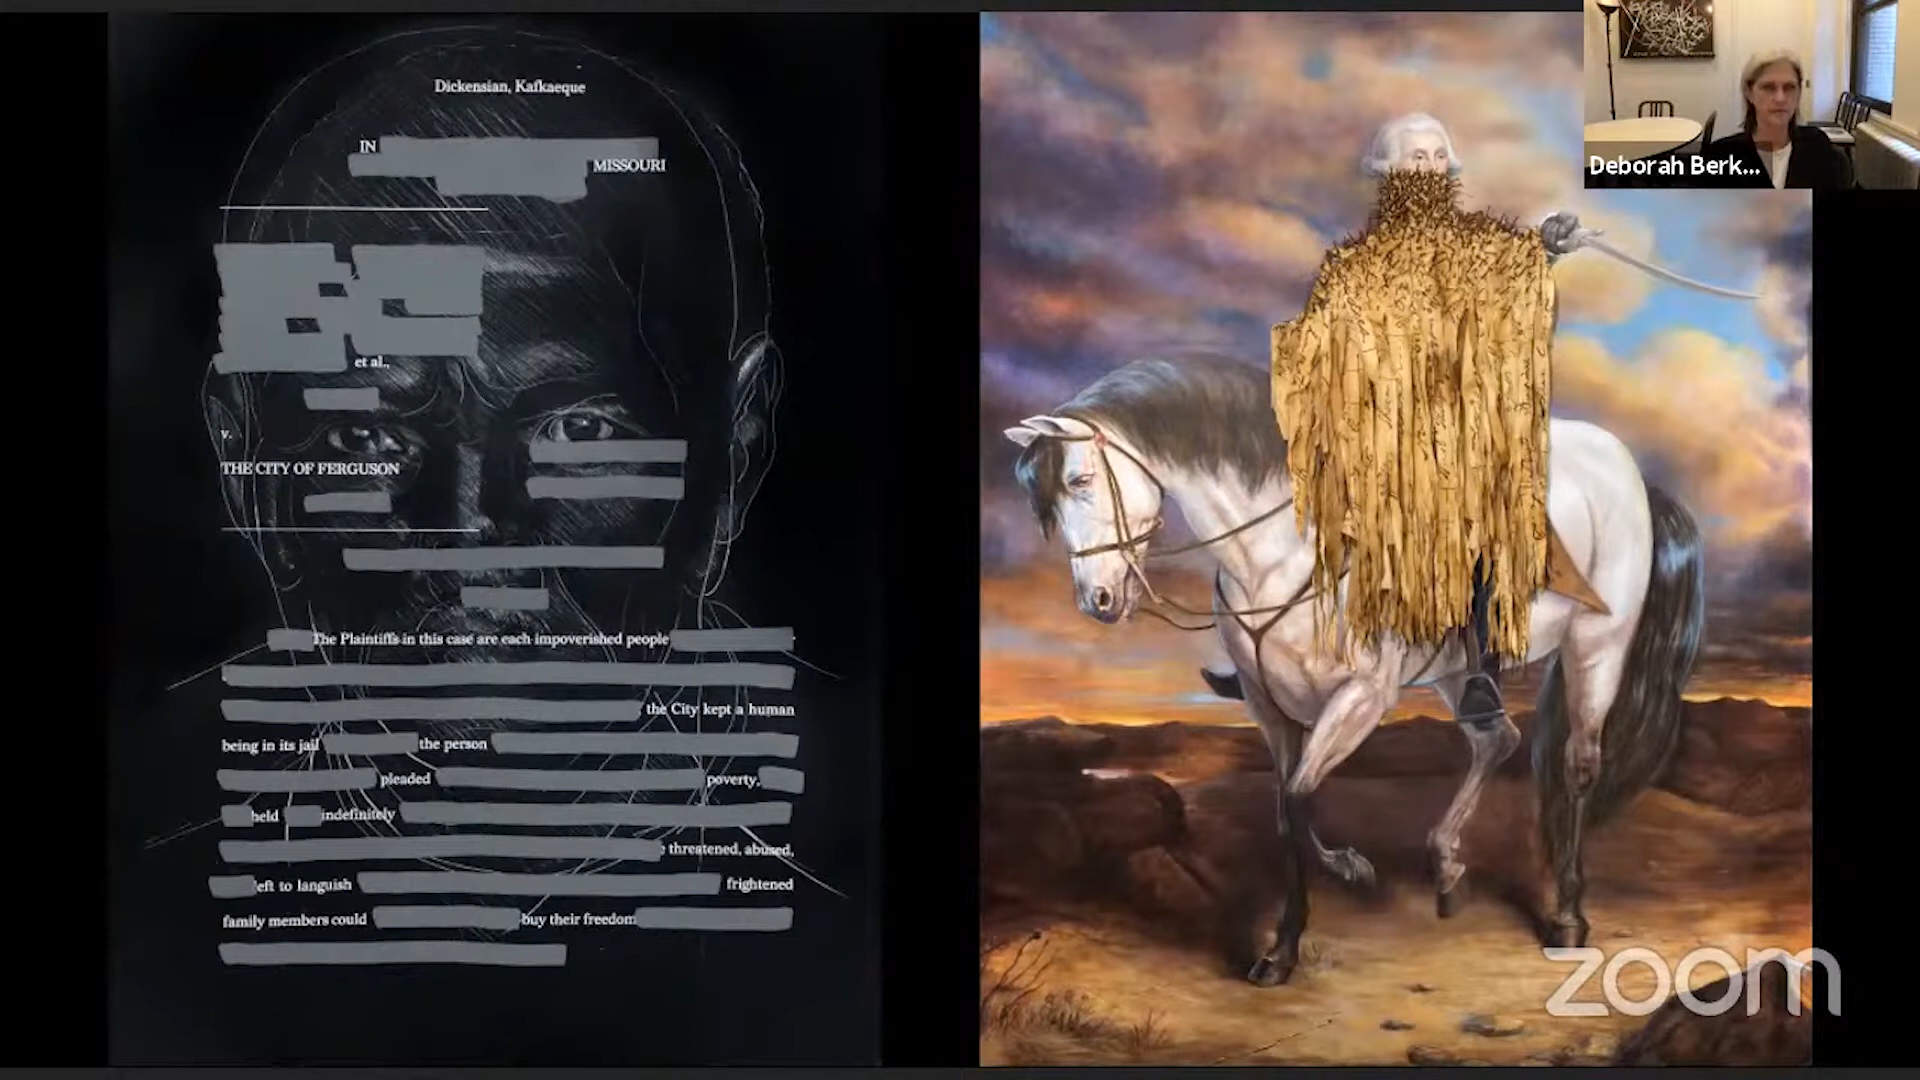 Dickensian, Kafkaeque
IN
MISSOURI
et al.,
v.
THE CITY OF FERGUSON
The Plaintiffs in this case are each impoverished people
the City kept a human
being in its jail the person
pleaded poverty,
held indefinitely
threatened, abused,
left to languish frightened
family members could buy their freedom
Deborah Berk...
zoom